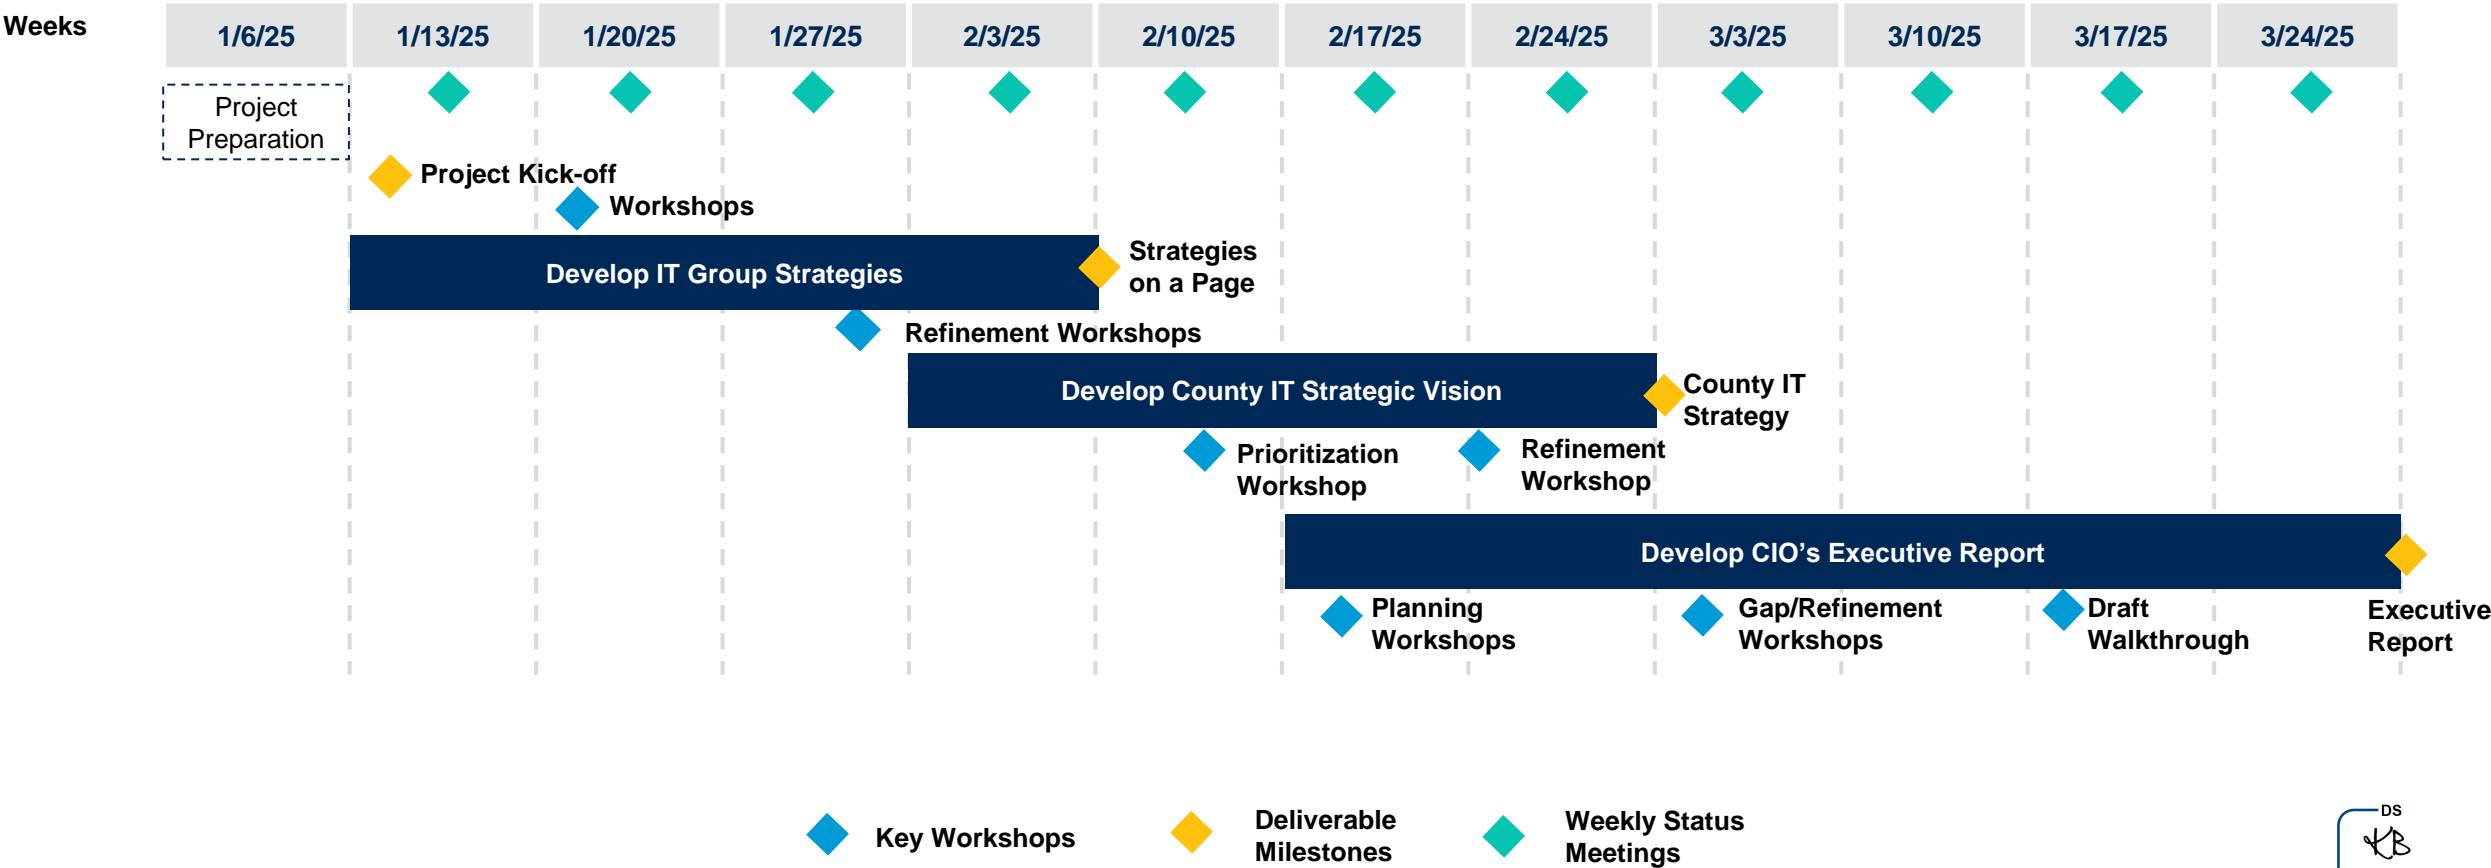 Weeks
1/6/25
1/13/25
1/20/25
1/27/25
2/3/25
2/10/25
2/17/25
2/24/25
3/3/25
3/10/25
3/17/25
3/24/25
Project
Preparation
Project Kick-off
Workshops
Develop IT Group Strategies
Strategies
on a Page
Refinement Workshops
Develop County IT Strategic Vision
County IT
Strategy
Prioritization
Workshop
Refinement
Workshop
Develop CIO’s Executive Report
Planning
Workshops
Gap/Refinement
Workshops
Draft
Walkthrough
Executive
Report
Key Workshops
Deliverable
Milestones
Weekly Status
Meetings
DS
KB